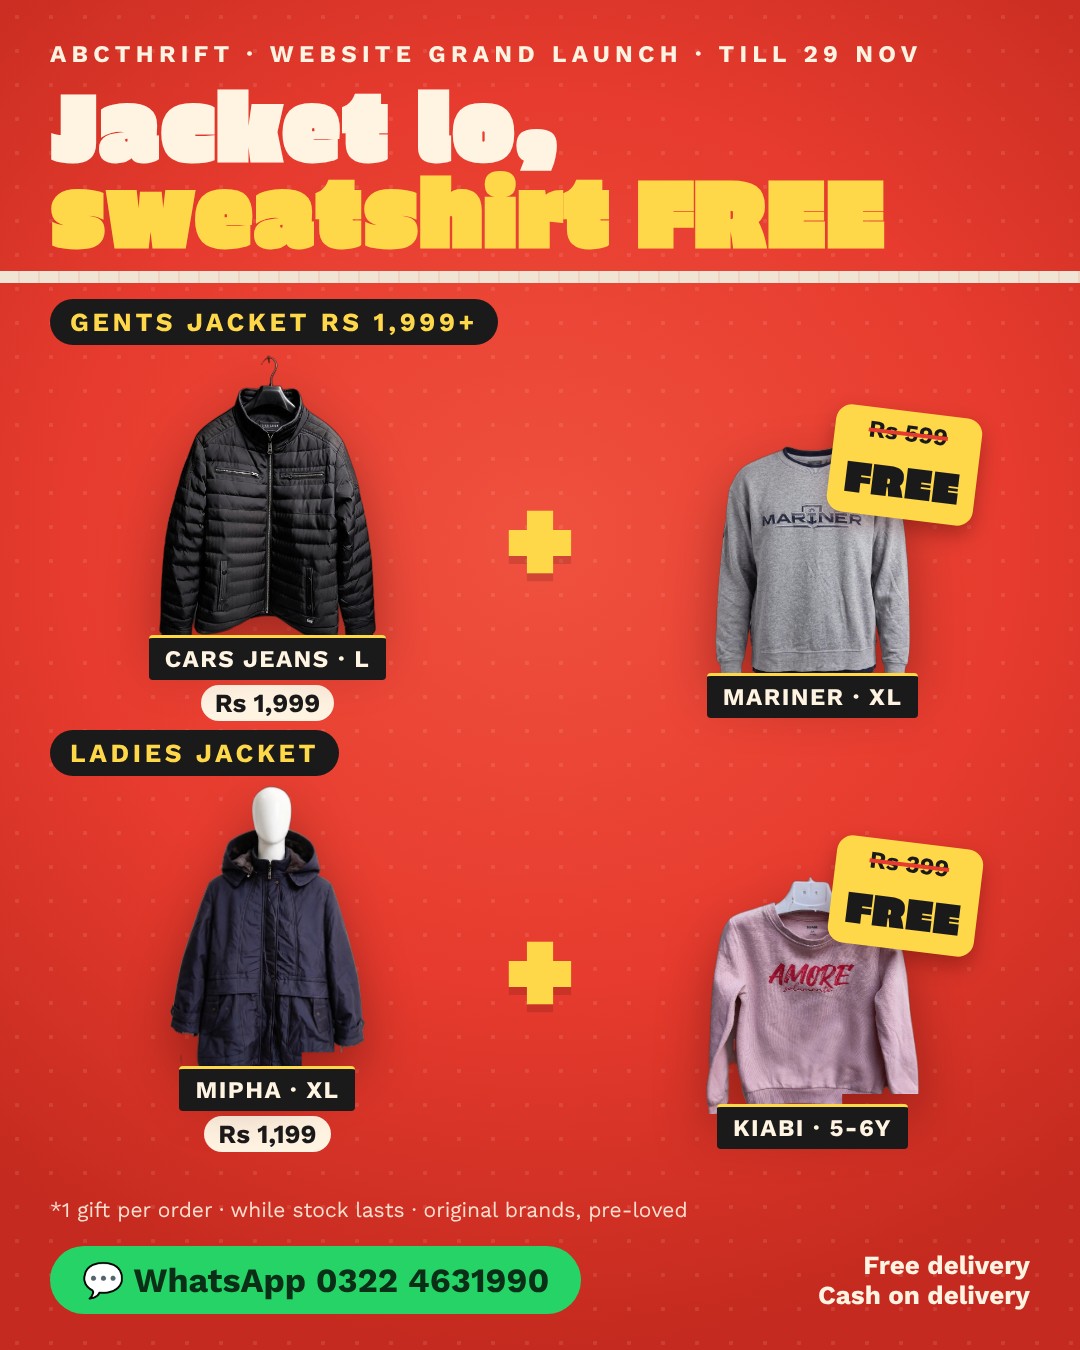 ABCTHRIFT · WEBSITE GRAND LAUNCH · TILL 29 NOV
Jacket lo,
sweatshirt FREE
GENTS JACKET RS 1,999+
Rs 599
FREE
MARINER
CARS JEANS · L
Rs 1,999
MARINER · XL
LADIES JACKET
Rs 399
FREE
AMORE
MIPHA · XL
Rs 1,199
KIABI · 5-6Y
*1 gift per order · while stock lasts · original brands, pre-loved
WhatsApp 0322 4631990
Free delivery
Cash on delivery